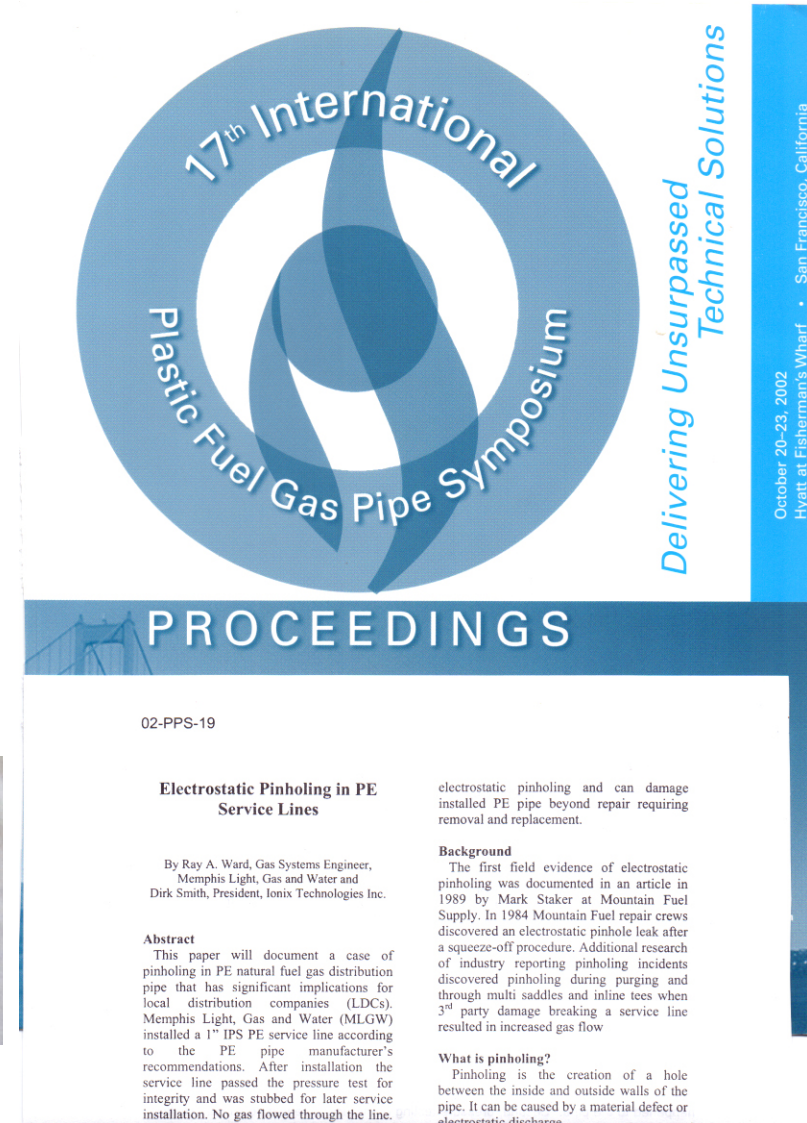 17th International
Plastic Fuel Gas Pipe Symposium
Delivering Unsurpassed
Technical Solutions
October 20–23, 2002
Hyatt at Fisherman's Wharf • San Francisco, California
PROCEEDINGS
02-PPS-19
Electrostatic Pinholing in PE
Service Lines
By Ray A. Ward, Gas Systems Engineer,
Memphis Light, Gas and Water and
Dirk Smith, President, Ionix Technologies Inc.
Abstract
This paper will document a case of
pinholing in PE natural fuel gas distribution
pipe that has significant implications for
local distribution companies (LDCs).
Memphis Light, Gas and Water (MLGW)
installed a 1” IPS PE service line according
to the PE pipe manufacturer's
recommendations. After installation the
service line passed the pressure test for
integrity and was stubbed for later service
installation. No gas flowed through the line.
electrostatic pinholing and can damage
installed PE pipe beyond repair requiring
removal and replacement.
Background
The first field evidence of electrostatic
pinholing was documented in an article in
1989 by Mark Staker at Mountain Fuel
Supply. In 1984 Mountain Fuel repair crews
discovered an electrostatic pinhole leak after
a squeeze-off procedure. Additional research
of industry reporting pinholing incidents
discovered pinholing during purging and
through multi saddles and inline tees when
3rd party damage breaking a service line
resulted in increased gas flow
What is pinholing?
Pinholing is the creation of a hole
between the inside and outside walls of the
pipe. It can be caused by a material defect or
electrostatic discharge